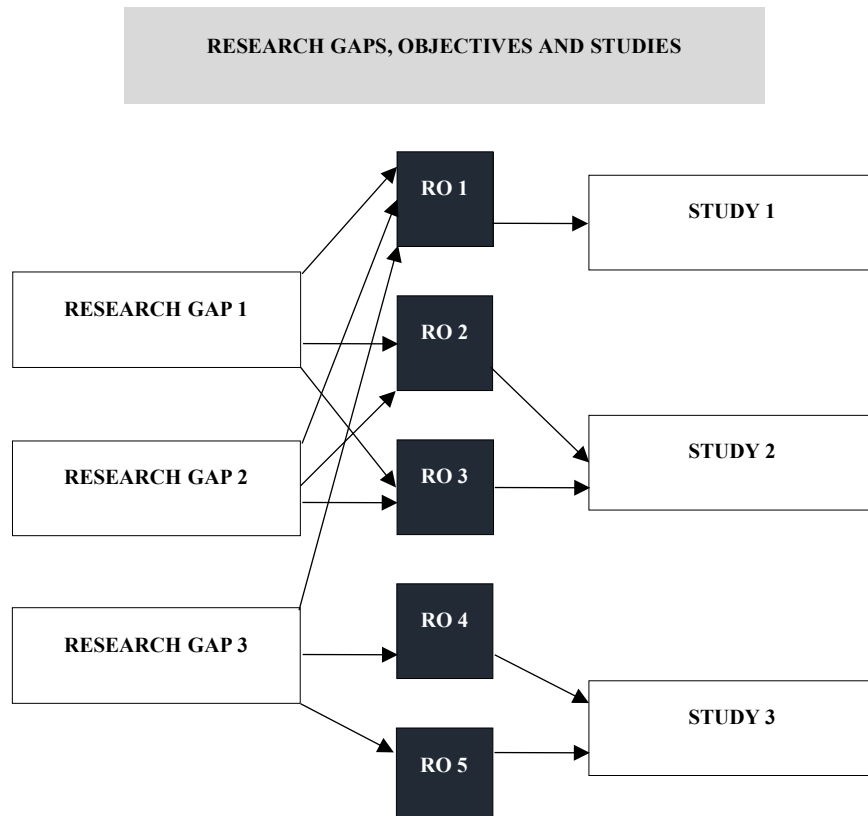 RESEARCH GAPS, OBJECTIVES AND STUDIES
RO 1
STUDY 1
RESEARCH GAP 1
RO 2
RESEARCH GAP 2
RO 3
STUDY 2
RESEARCH GAP 3
RO 4
STUDY 3
RO 5